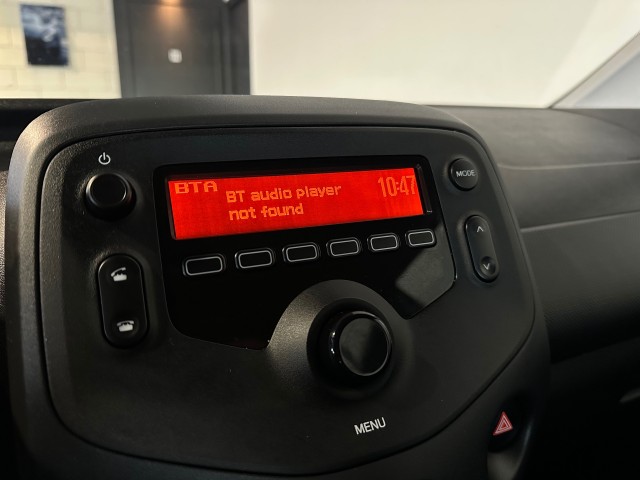 BTA
BT audio player
not found
10:47
MODE
MENU